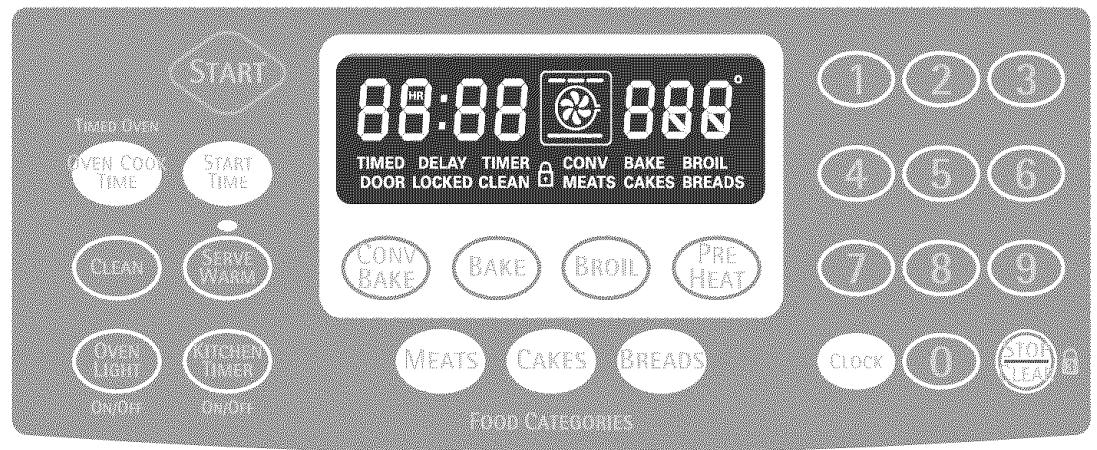 START
TIMED OVEN
OVEN COOK
TIME
START
TIME
CLEAN
SERVE
WARM
OVEN
LIGHT
ON/OFF
KITCHEN
TIMER
ON/OFF
88:88 888°
HR
TIMED DELAY TIMER CONV BAKE BROIL
DOOR LOCKED CLEAN MEATS CAKES BREADS
CONV
BAKE
BAKE
BROIL
PRE
HEAT
MEATS
CAKES
BREADS
FOOD CATEGORIES
1 2 3
4 5 6
7 8 9
CLOCK
0
STOP
CLEAR